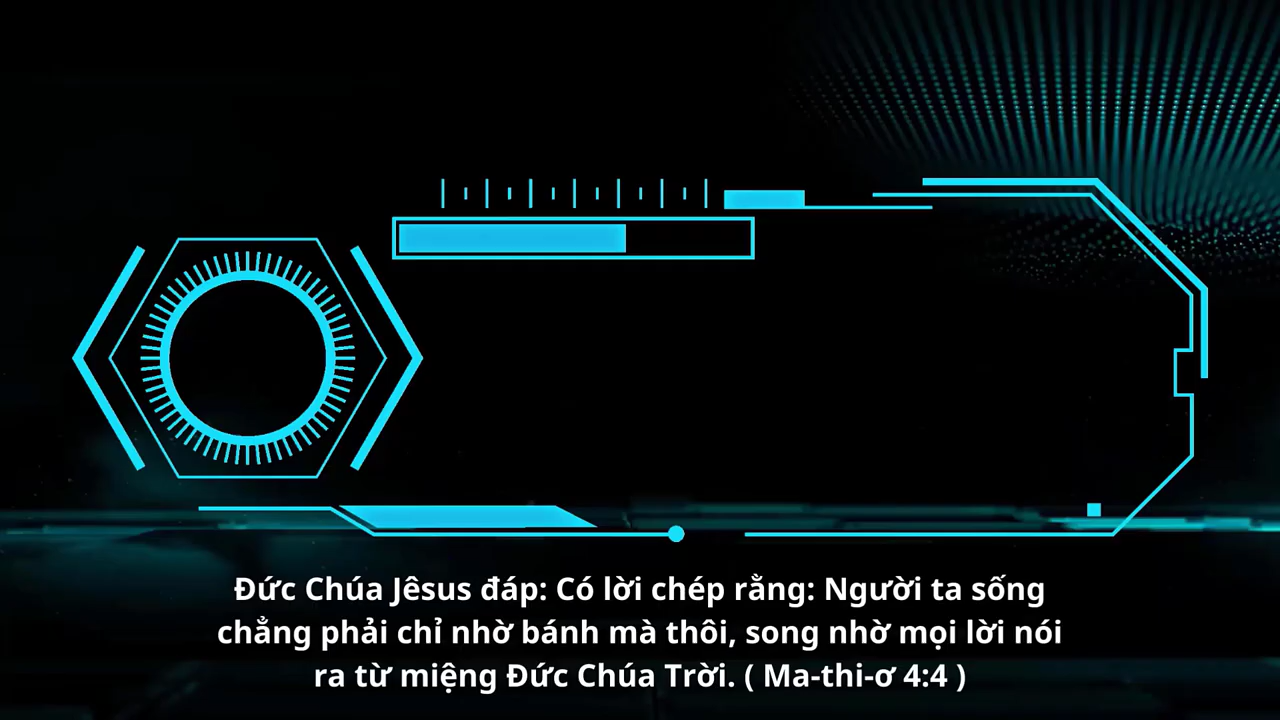 Đức Chúa Jêsus đáp: Có lời chép rằng: Người ta sống
chẳng phải chỉ nhờ bánh mà thôi, song nhờ mọi lời nói
ra từ miệng Đức Chúa Trời. ( Ma-thi-ơ 4:4 )